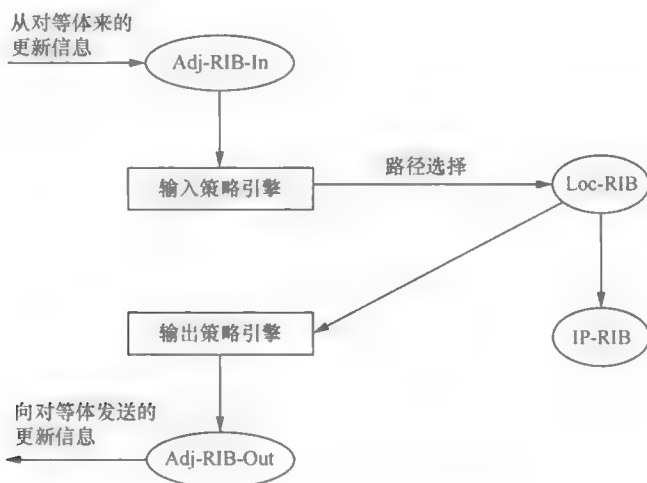 从对等体来的
更新信息
Adj-RIB-In
输入策略引擎
路径选择
Loc-RIB
输出策略引擎
IP-RIB
向对等体发送的
更新信息
Adj-RIB-Out